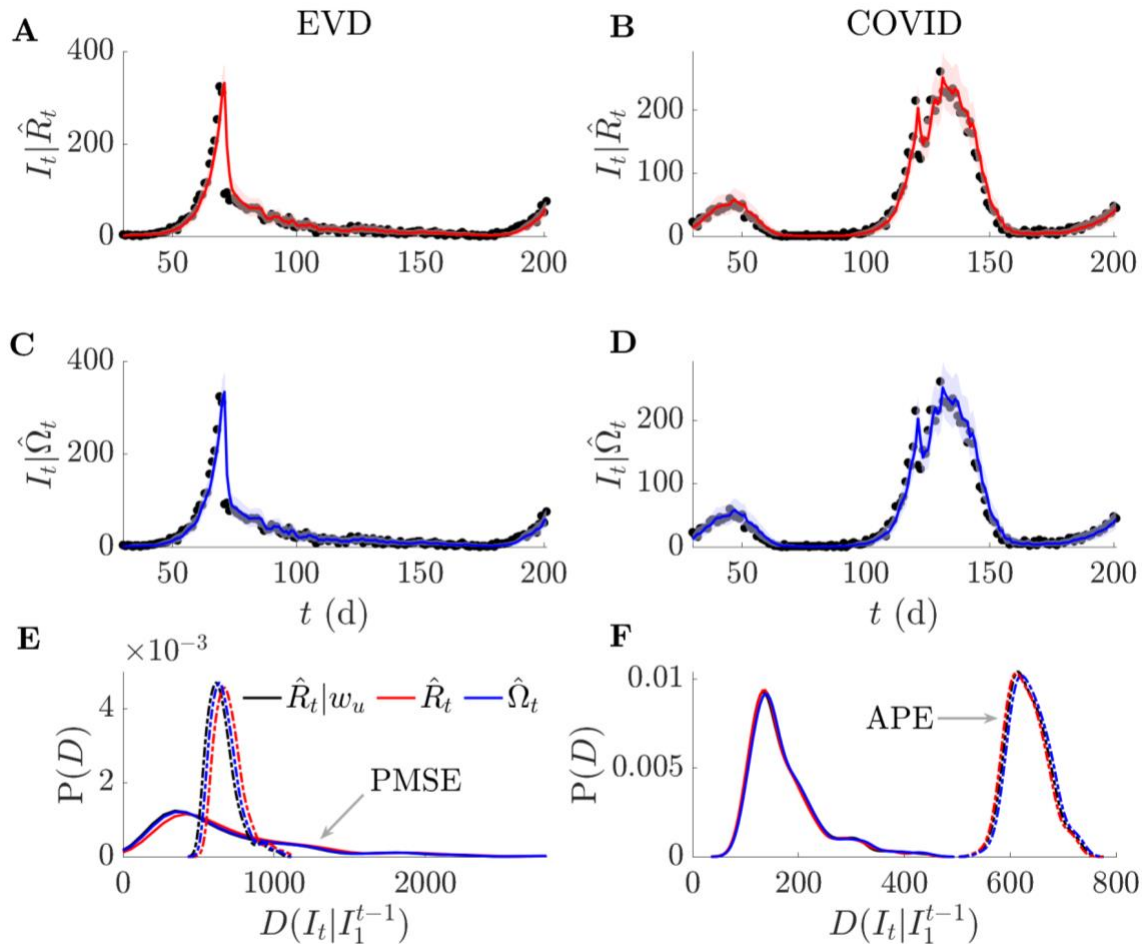 A EVD B COVID
400
200
0
I_t|R̂_t
50 100 150 200
200
100
0
I_t|R̂_t
50 100 150 200
C D
400
200
0
I_t|Ω̂_t
50 100 150 200
t (d)
200
100
0
I_t|Ω̂_t
50 100 150 200
t (d)
E F
×10⁻³
4
2
0
P(D)
R̂_t|w_u R̂_t Ω̂_t
PMSE
0 1000 2000
D(I_t|I_1^{t−1})
0.01
0.005
0
P(D)
APE
0 200 400 600 800
D(I_t|I_1^{t−1})